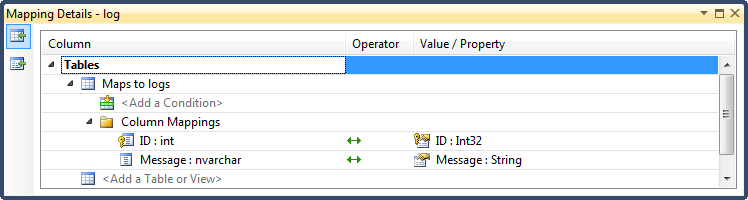 Mapping Details - log
Column Operator Value / Property
Tables
Maps to logs
<Add a Condition>
Column Mappings
ID : int ID : Int32
Message : nvarchar Message : String
<Add a Table or View>